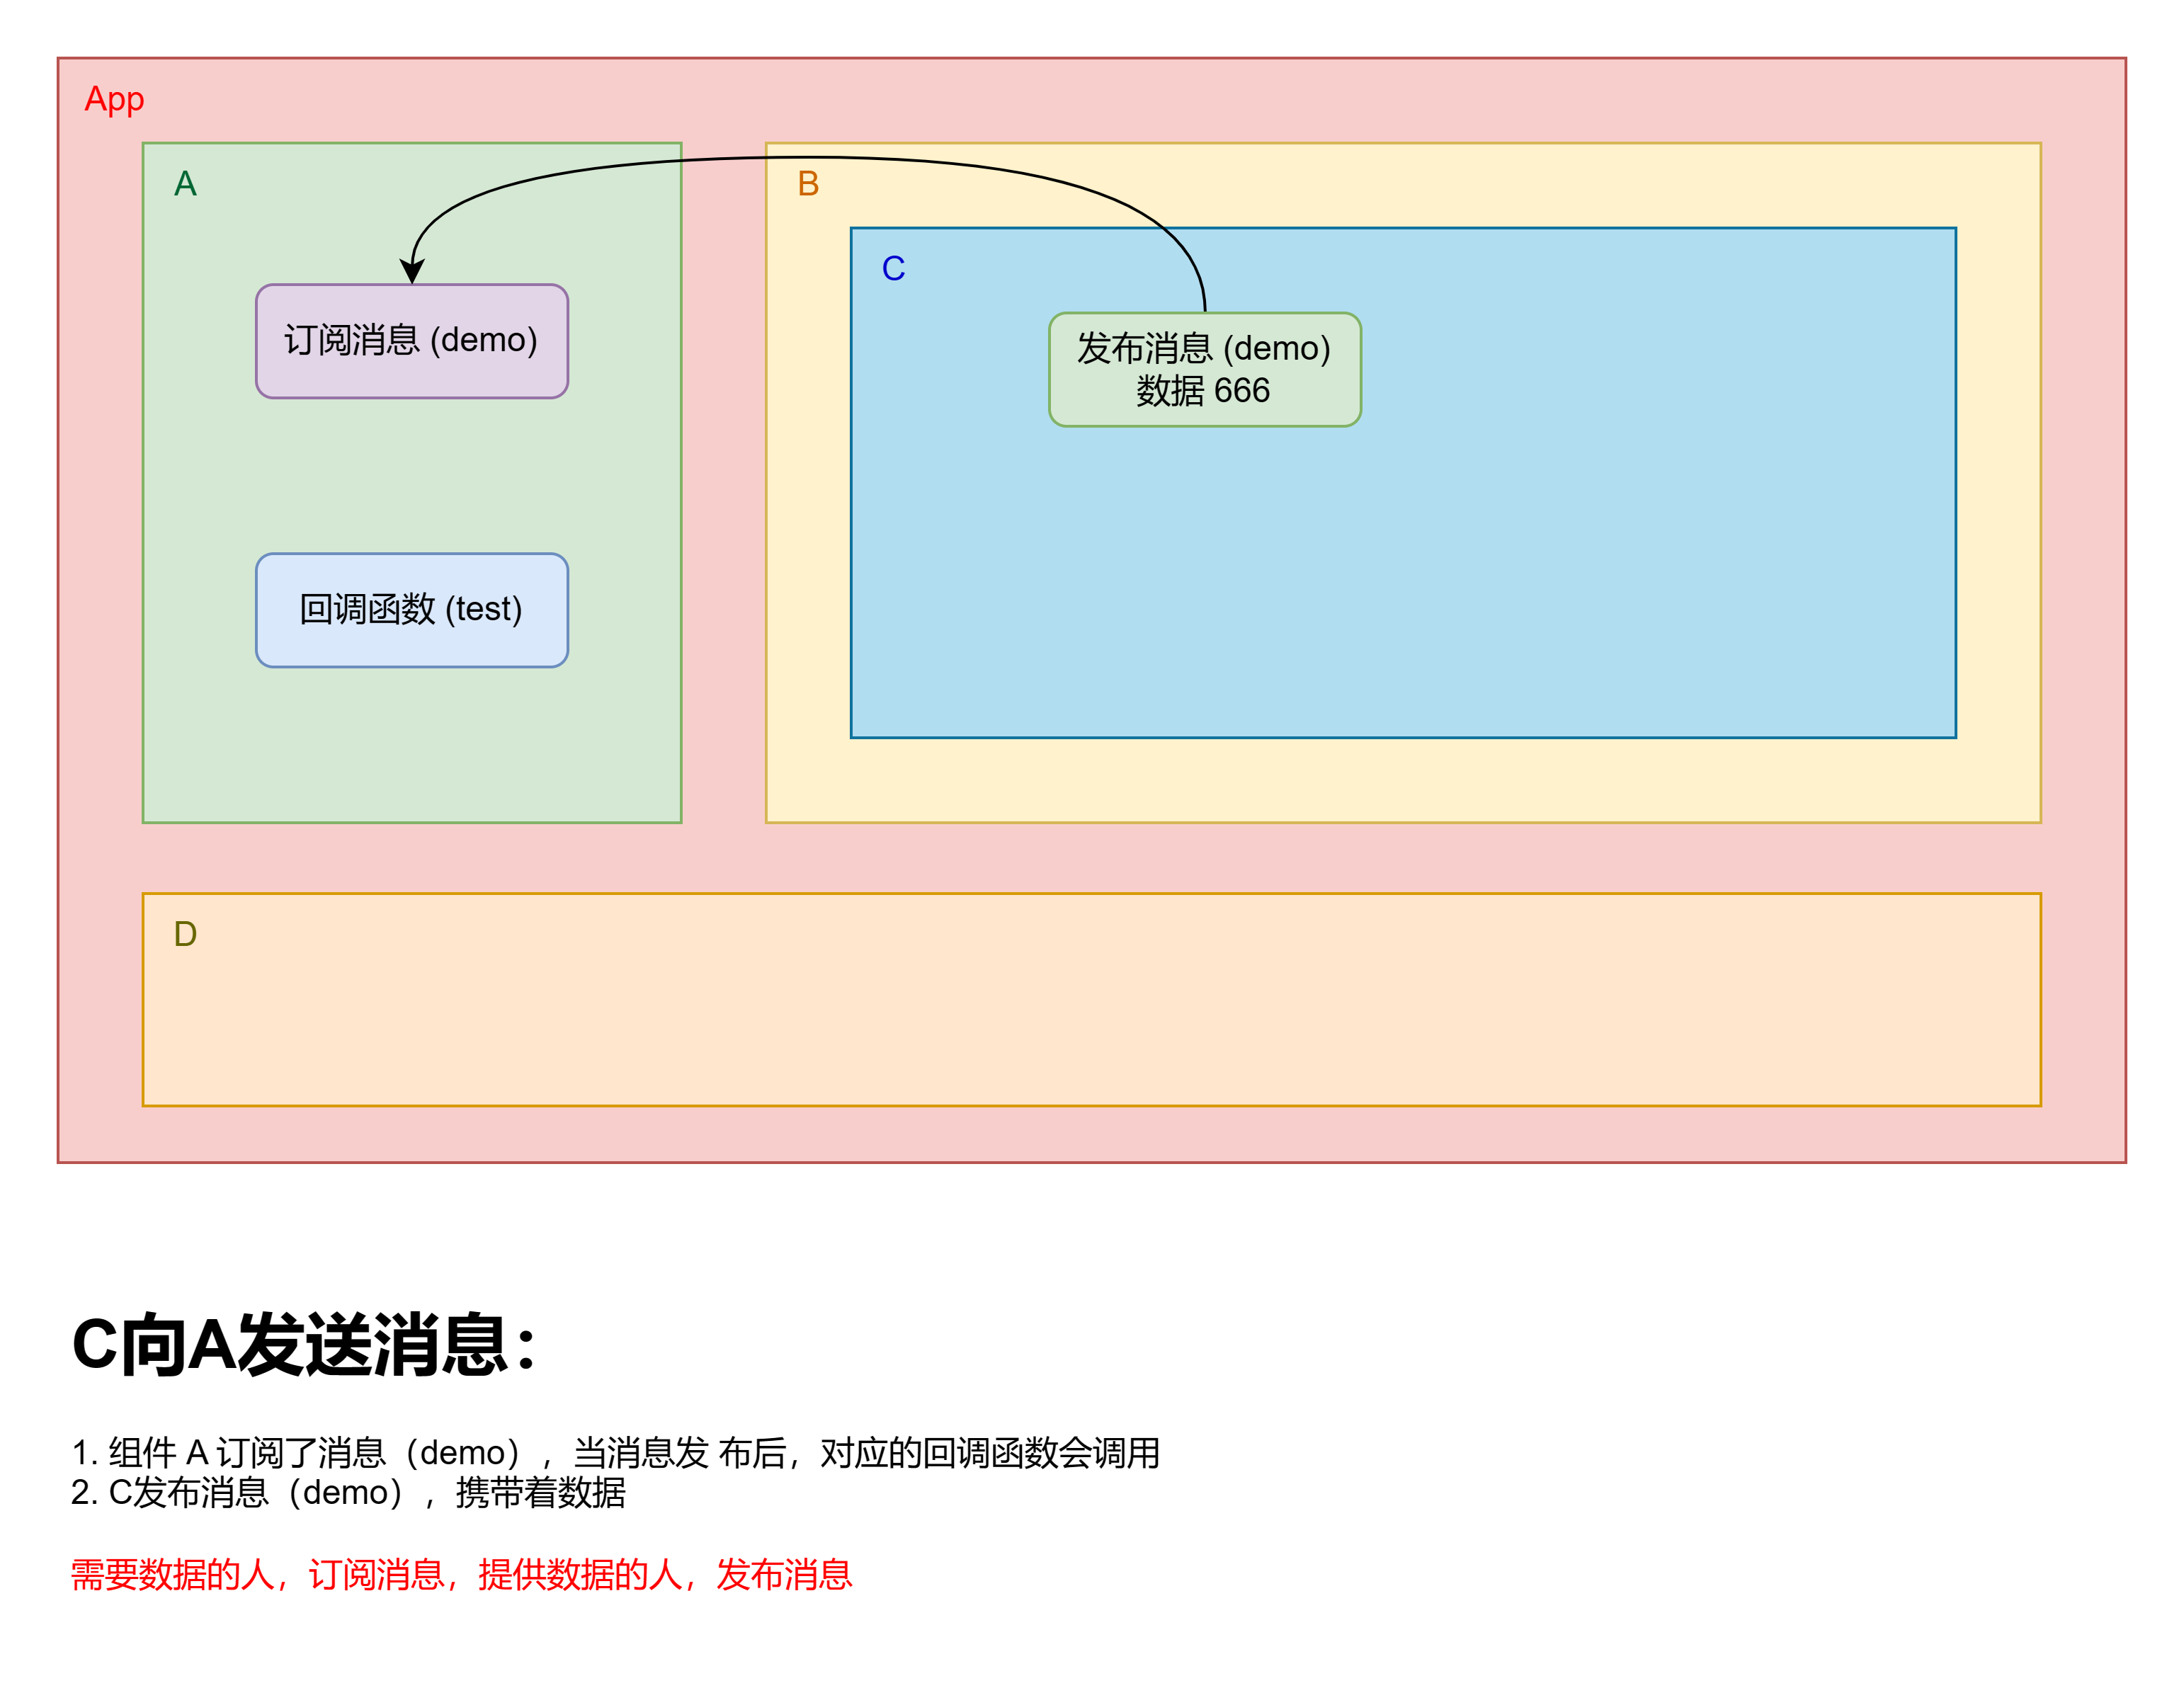 App
A
B
C
订阅消息 (demo)
发布消息 (demo)
数据 666
回调函数 (test)
D
C向A发送消息：
1. 组件 A 订阅了消息（demo），当消息发 布后，对应的回调函数会调用
2. C发布消息（demo），携带着数据
需要数据的人，订阅消息，提供数据的人，发布消息